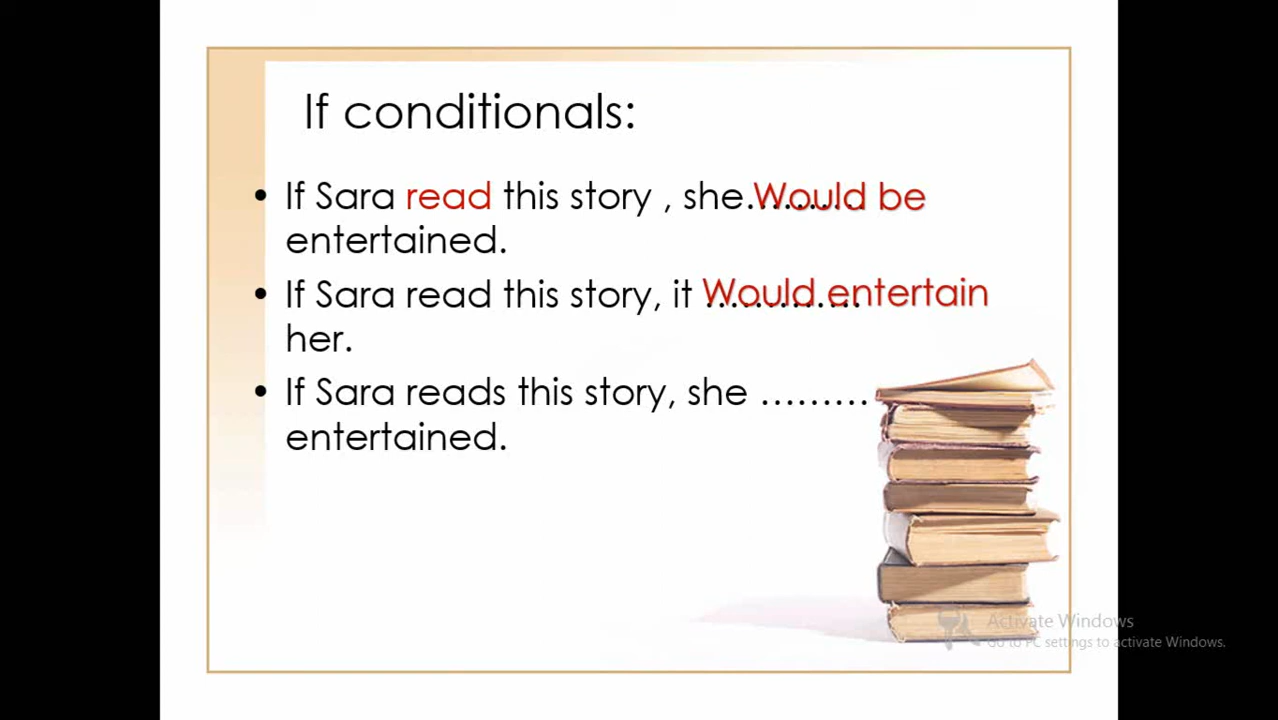 If conditionals:
• If Sara read this story , she..........Would be
entertained.
• If Sara read this story, it .............Would entertain
her.
• If Sara reads this story, she .........
entertained.
Activate Windows
Go to PC settings to activate Windows.